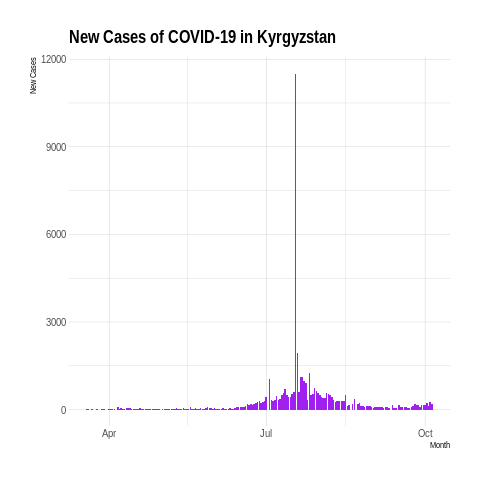 New Cases of COVID-19 in Kyrgyzstan
New Cases
12000
9000
6000
3000
0
Apr
Jul
Oct
Month